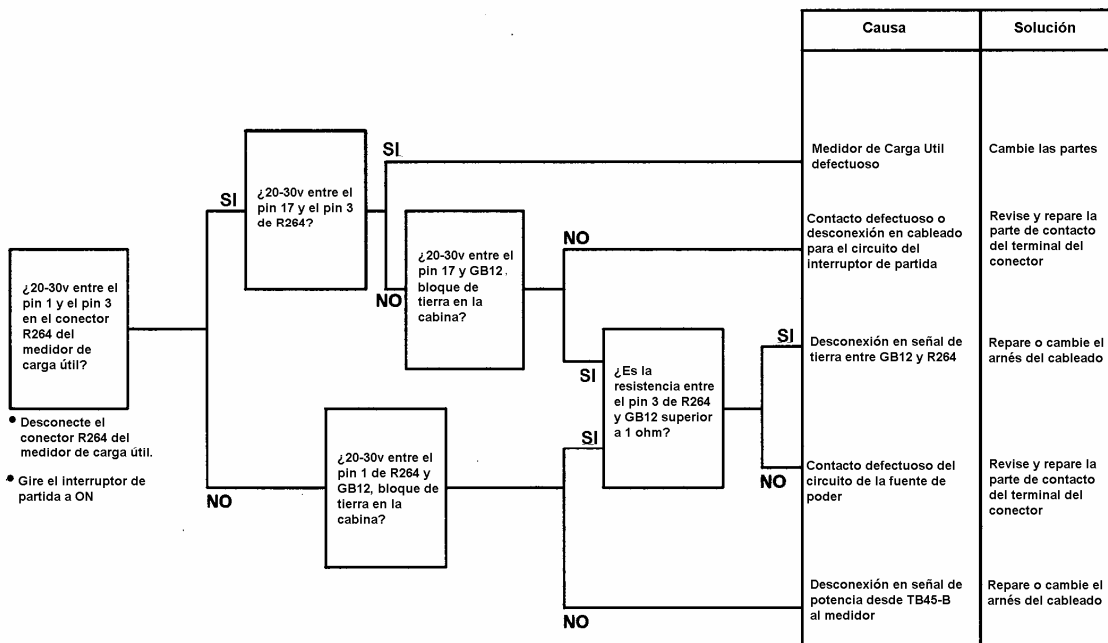 Causa
Solución
SI
Medidor de Carga Util
defectuoso
Cambie las partes
SI
¿20-30v entre el
pin 17 y el pin 3
de R264?
Contacto defectuoso o
desconexión en cableado
para el circuito del
interruptor de partida
Revise y repare la
parte de contacto
del terminal del
conector
NO
¿20-30v entre el
pin 17 y GB12,
bloque de
tierra en la
cabina?
NO
¿20-30v entre el
pin 1 y el pin 3
en el conector
R264 del
medidor de
carga útil?
SI
Desconexión en señal de
tierra entre GB12 y R264
Repare o cambie el
arnés del cableado
SI
¿Es la
resistencia entre
el pin 3 de R264
y GB12 superior
a 1 ohm?
• Desconecte el
conector R264 del
medidor de carga útil.
• Gire el interruptor de
partida a ON
SI
¿20-30v entre el
pin 1 de R264 y
GB12, bloque de
tierra en la
cabina?
NO
NO
Contacto defectuoso del
circuito de la fuente de
poder
Revise y repare la
parte de contacto
del terminal del
conector
Desconexión en señal de
potencia desde TB45-B
al medidor
Repare o cambie el
arnés del cableado
NO